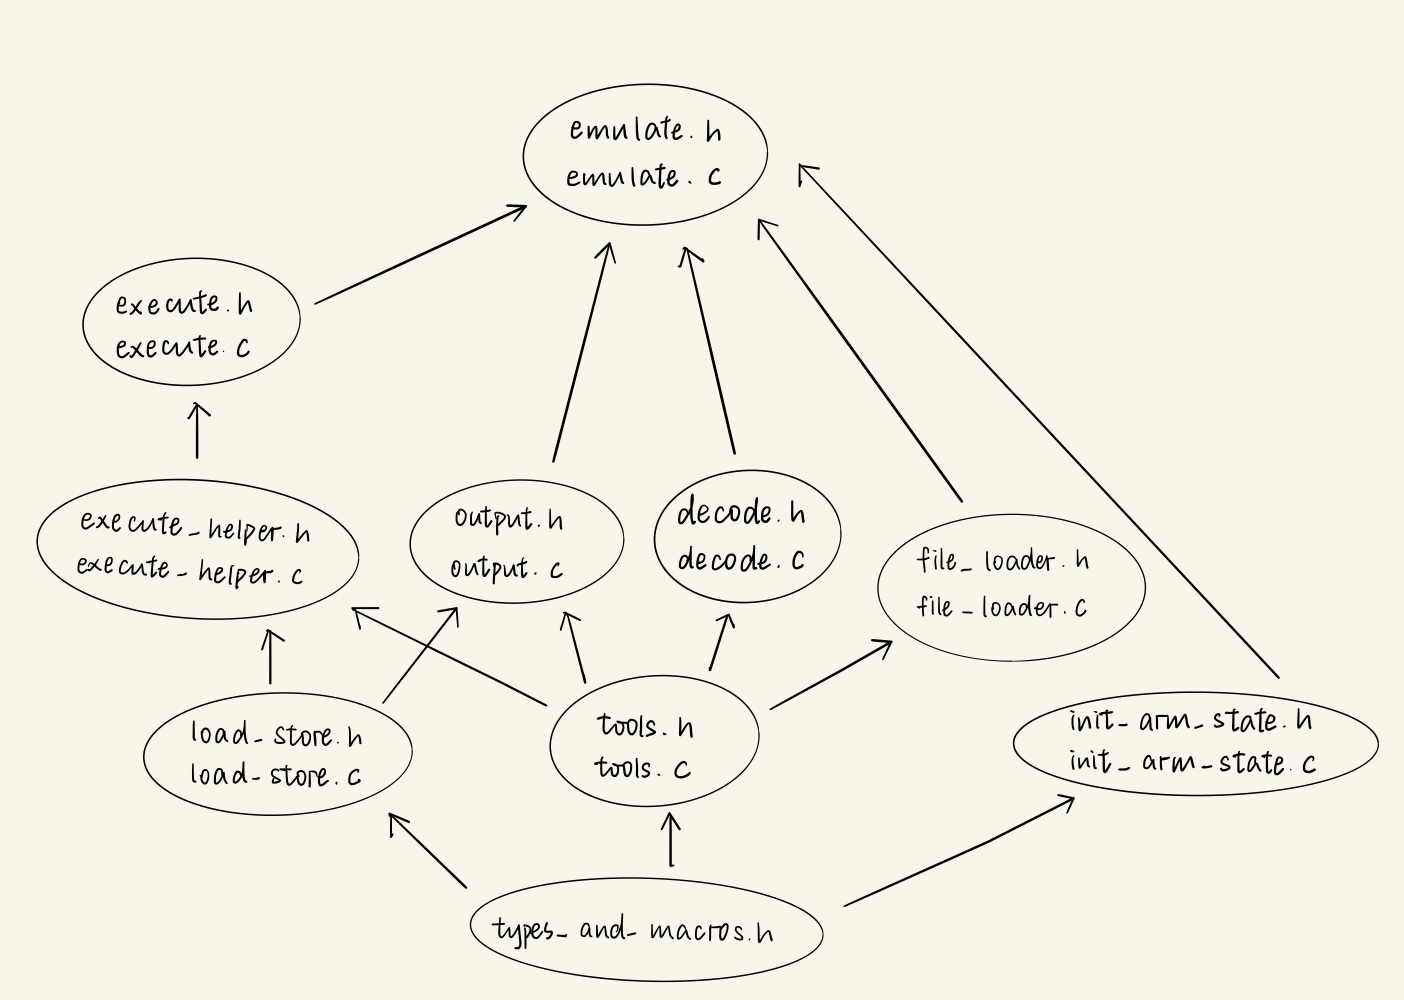 emulate.h
emulate.c
execute.h
execute.c
execute_helper.h
execute_helper.c
output.h
output.c
decode.h
decode.c
file_loader.h
file_loader.c
load_store.h
load_store.c
tools.h
tools.c
init_arm_state.h
init_arm_state.c
types_and_macros.h